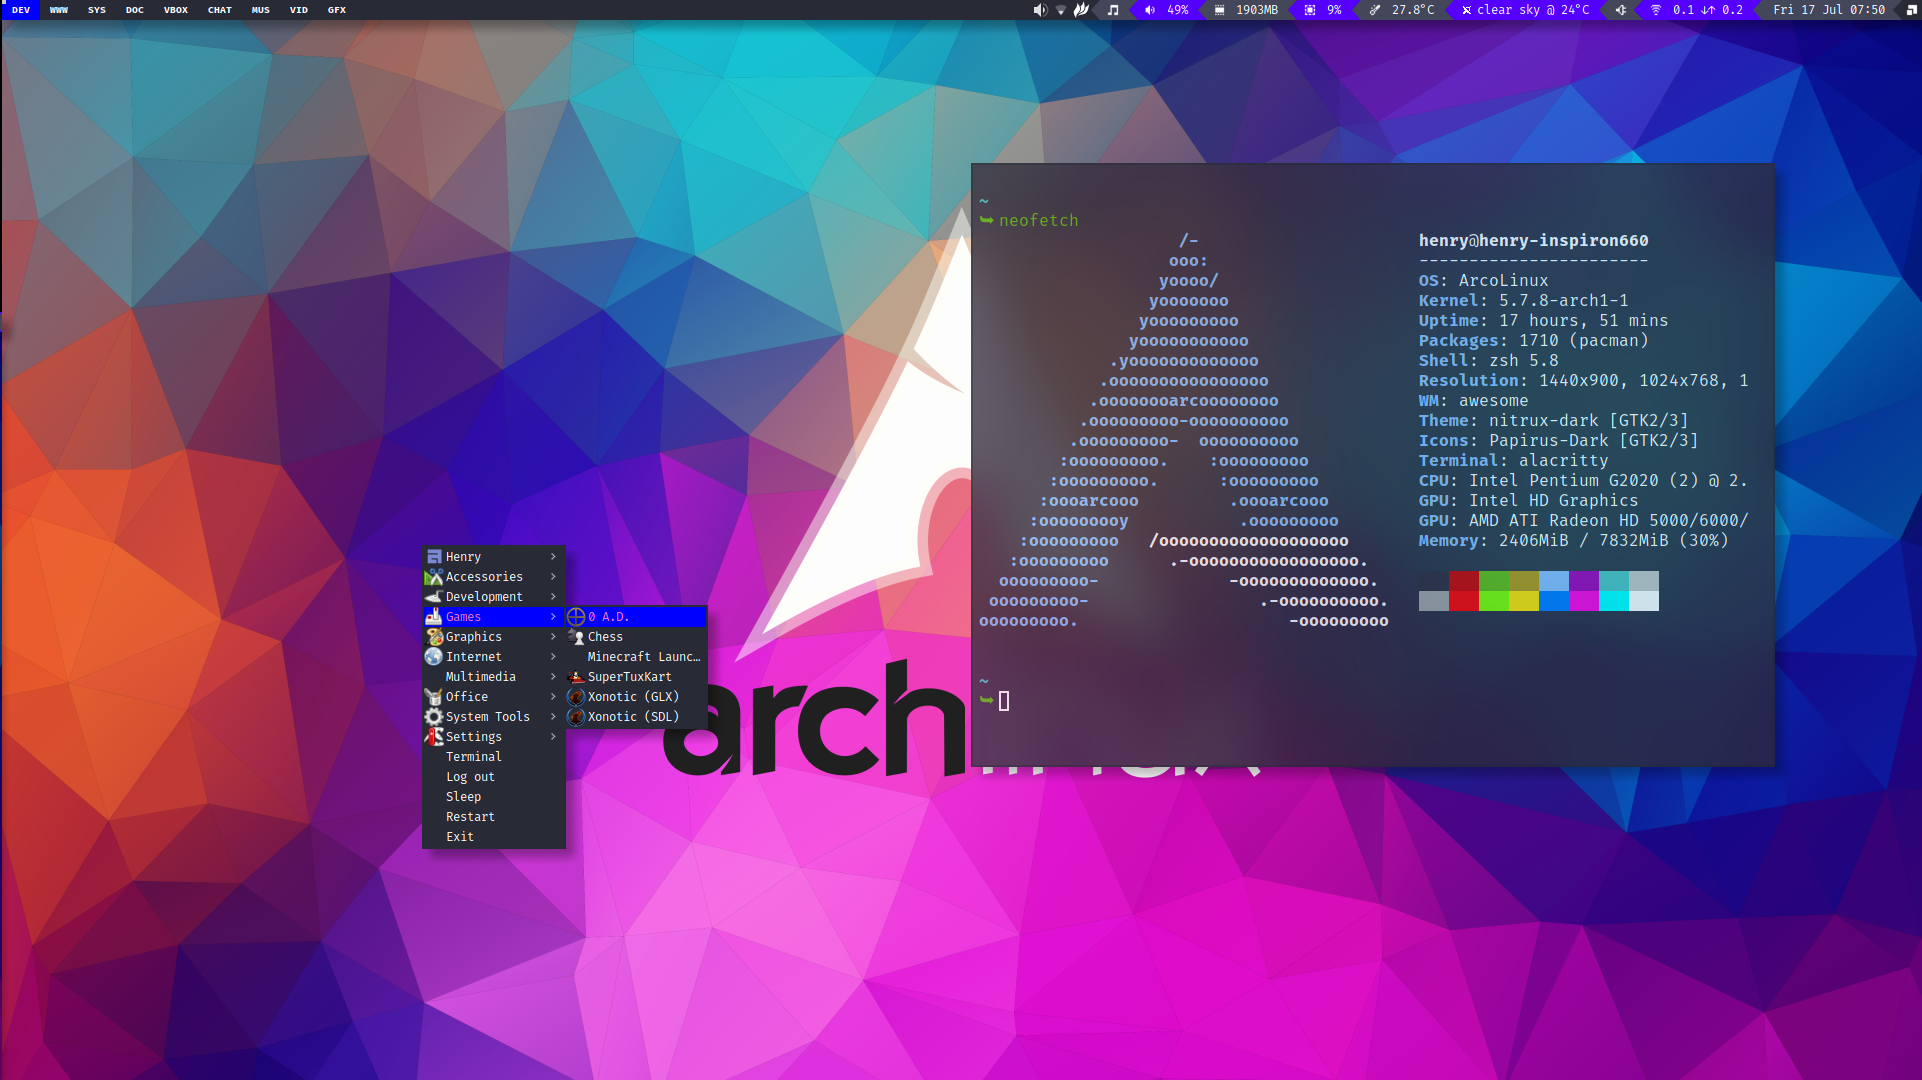 DEV WWW SYS DOC VBOX CHAT MUS VID GFX 49% 1903MB 9% 27.8°C clear sky @ 24°C 0.1 ↓↑ 0.2 Fri 17 Jul 07:50
~
neofetch
/-
ooo:
yoooo/
yooooooo
yooooooooo
yooooooooooo
.yooooooooooooo
.oooooooooooooooo
.oooooooarcoooooooo
.ooooooooo-oooooooooo
.ooooooooo-  oooooooooo
:ooooooooo.    :ooooooooo
:ooooooooo.      :ooooooooo
:oooarcooo         .oooarcooo
:ooooooooy           .ooooooooo
:ooooooooo   /ooooooooooooooooooo
:ooooooooo      .-ooooooooooooooooo.
ooooooooo-             -ooooooooooooo.
ooooooooo-                 .-oooooooooo.
ooooooooo.                     -ooooooooo
henry@henry-inspiron660
-----------------------
OS: ArcoLinux
Kernel: 5.7.8-arch1-1
Uptime: 17 hours, 51 mins
Packages: 1710 (pacman)
Shell: zsh 5.8
Resolution: 1440x900, 1024x768, 1
WM: awesome
Theme: nitrux-dark [GTK2/3]
Icons: Papirus-Dark [GTK2/3]
Terminal: alacritty
CPU: Intel Pentium G2020 (2) @ 2.
GPU: Intel HD Graphics
GPU: AMD ATI Radeon HD 5000/6000/
Memory: 2406MiB / 7832MiB (30%)
~
Henry
Accessories
Development
Games
Graphics
Internet
Multimedia
Office
System Tools
Settings
Terminal
Log out
Sleep
Restart
Exit
0 A.D.
Chess
Minecraft Launc…
SuperTuxKart
Xonotic (GLX)
Xonotic (SDL)
arch